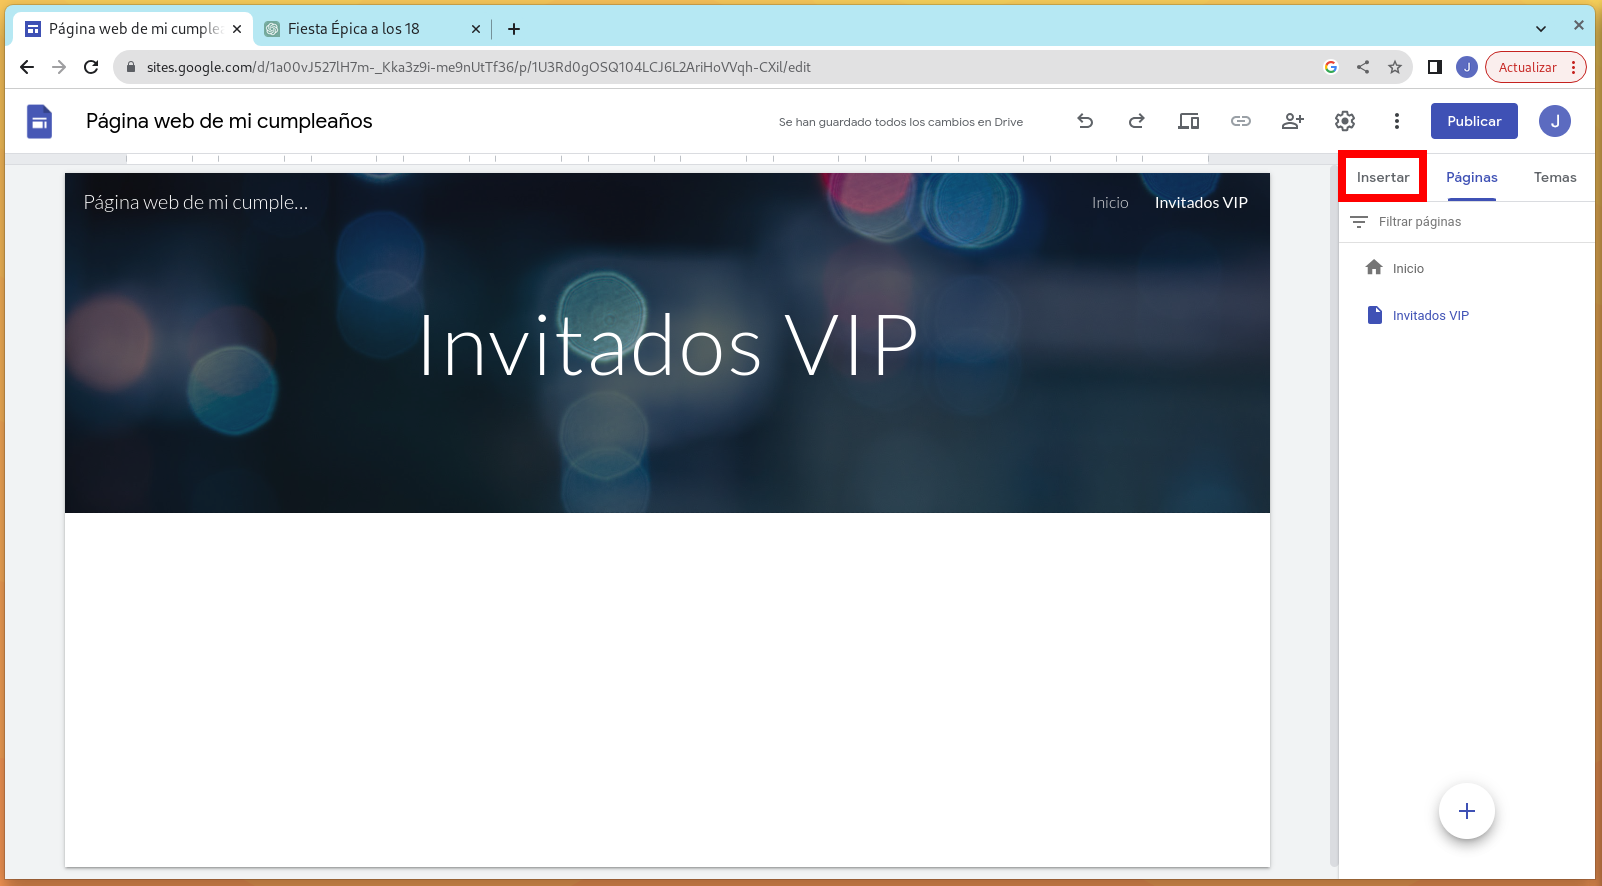 Página web de mi cumplea
Fiesta Épica a los 18
sites.google.com/d/1a00vJ527lH7m-_Kka3z9i-me9nUtTf36/p/1U3Rd0gOSQ104LCJ6L2AriHoVVqh-CXil/edit
J
Actualizar
Página web de mi cumpleaños
Se han guardado todos los cambios en Drive
Publicar
J
Insertar
Páginas
Temas
Página web de mi cumple...
Inicio
Invitados VIP
Filtrar páginas
Inicio
Invitados VIP
Invitados VIP